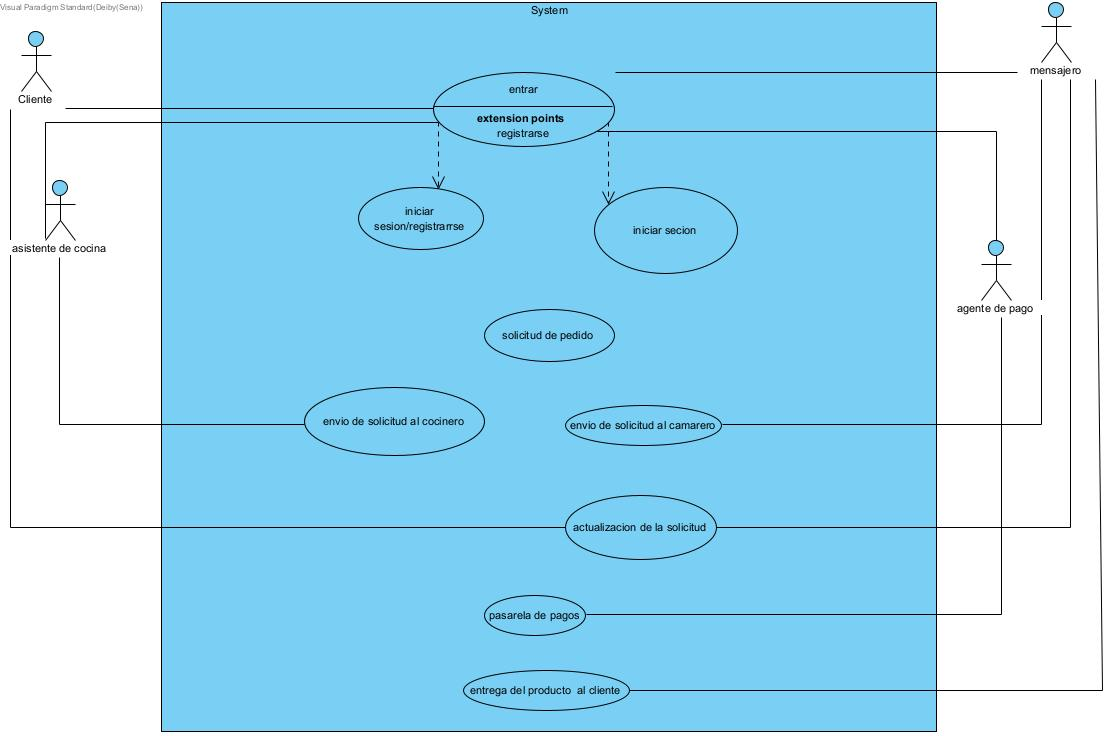 Visual Paradigm Standard(Deiby(Sena))
System
mensajero
Cliente
entrar
extension points
registrarse
iniciar
sesion/registrarrse
iniciar secion
asistente de cocina
agente de pago
solicitud de pedido
envio de solicitud al cocinero
envio de solicitud al camarero
actualizacion de la solicitud
pasarela de pagos
entrega del producto al cliente